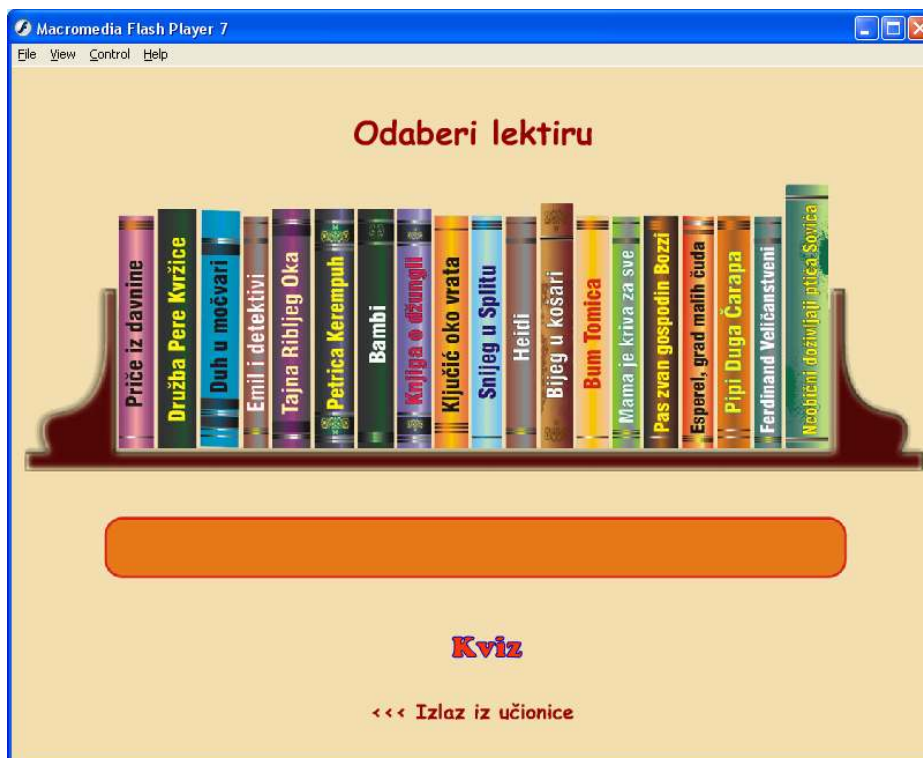 Macromedia Flash Player 7
File View Control Help
Odaberi lektiru
Priče iz davnine
Družba Pere Kvržice
Duh u močvari
Emil i detektivi
Tajna Ribljeg Oka
Petrica Kerempuh
Bambi
Knjiga o džungli
Ključić oko vrata
Snijeg u Splitu
Heidi
Bijeg u košari
Bum Tomica
Mama je kriva za sve
Pas zvan gospodin Bozzi
Esperel, grad malih čuda
Pipi Duga Čarapa
Ferdinand Veličanstveni
Neobični doživljaji ptića Sovića
Kviz
<<< Izlaz iz učionice